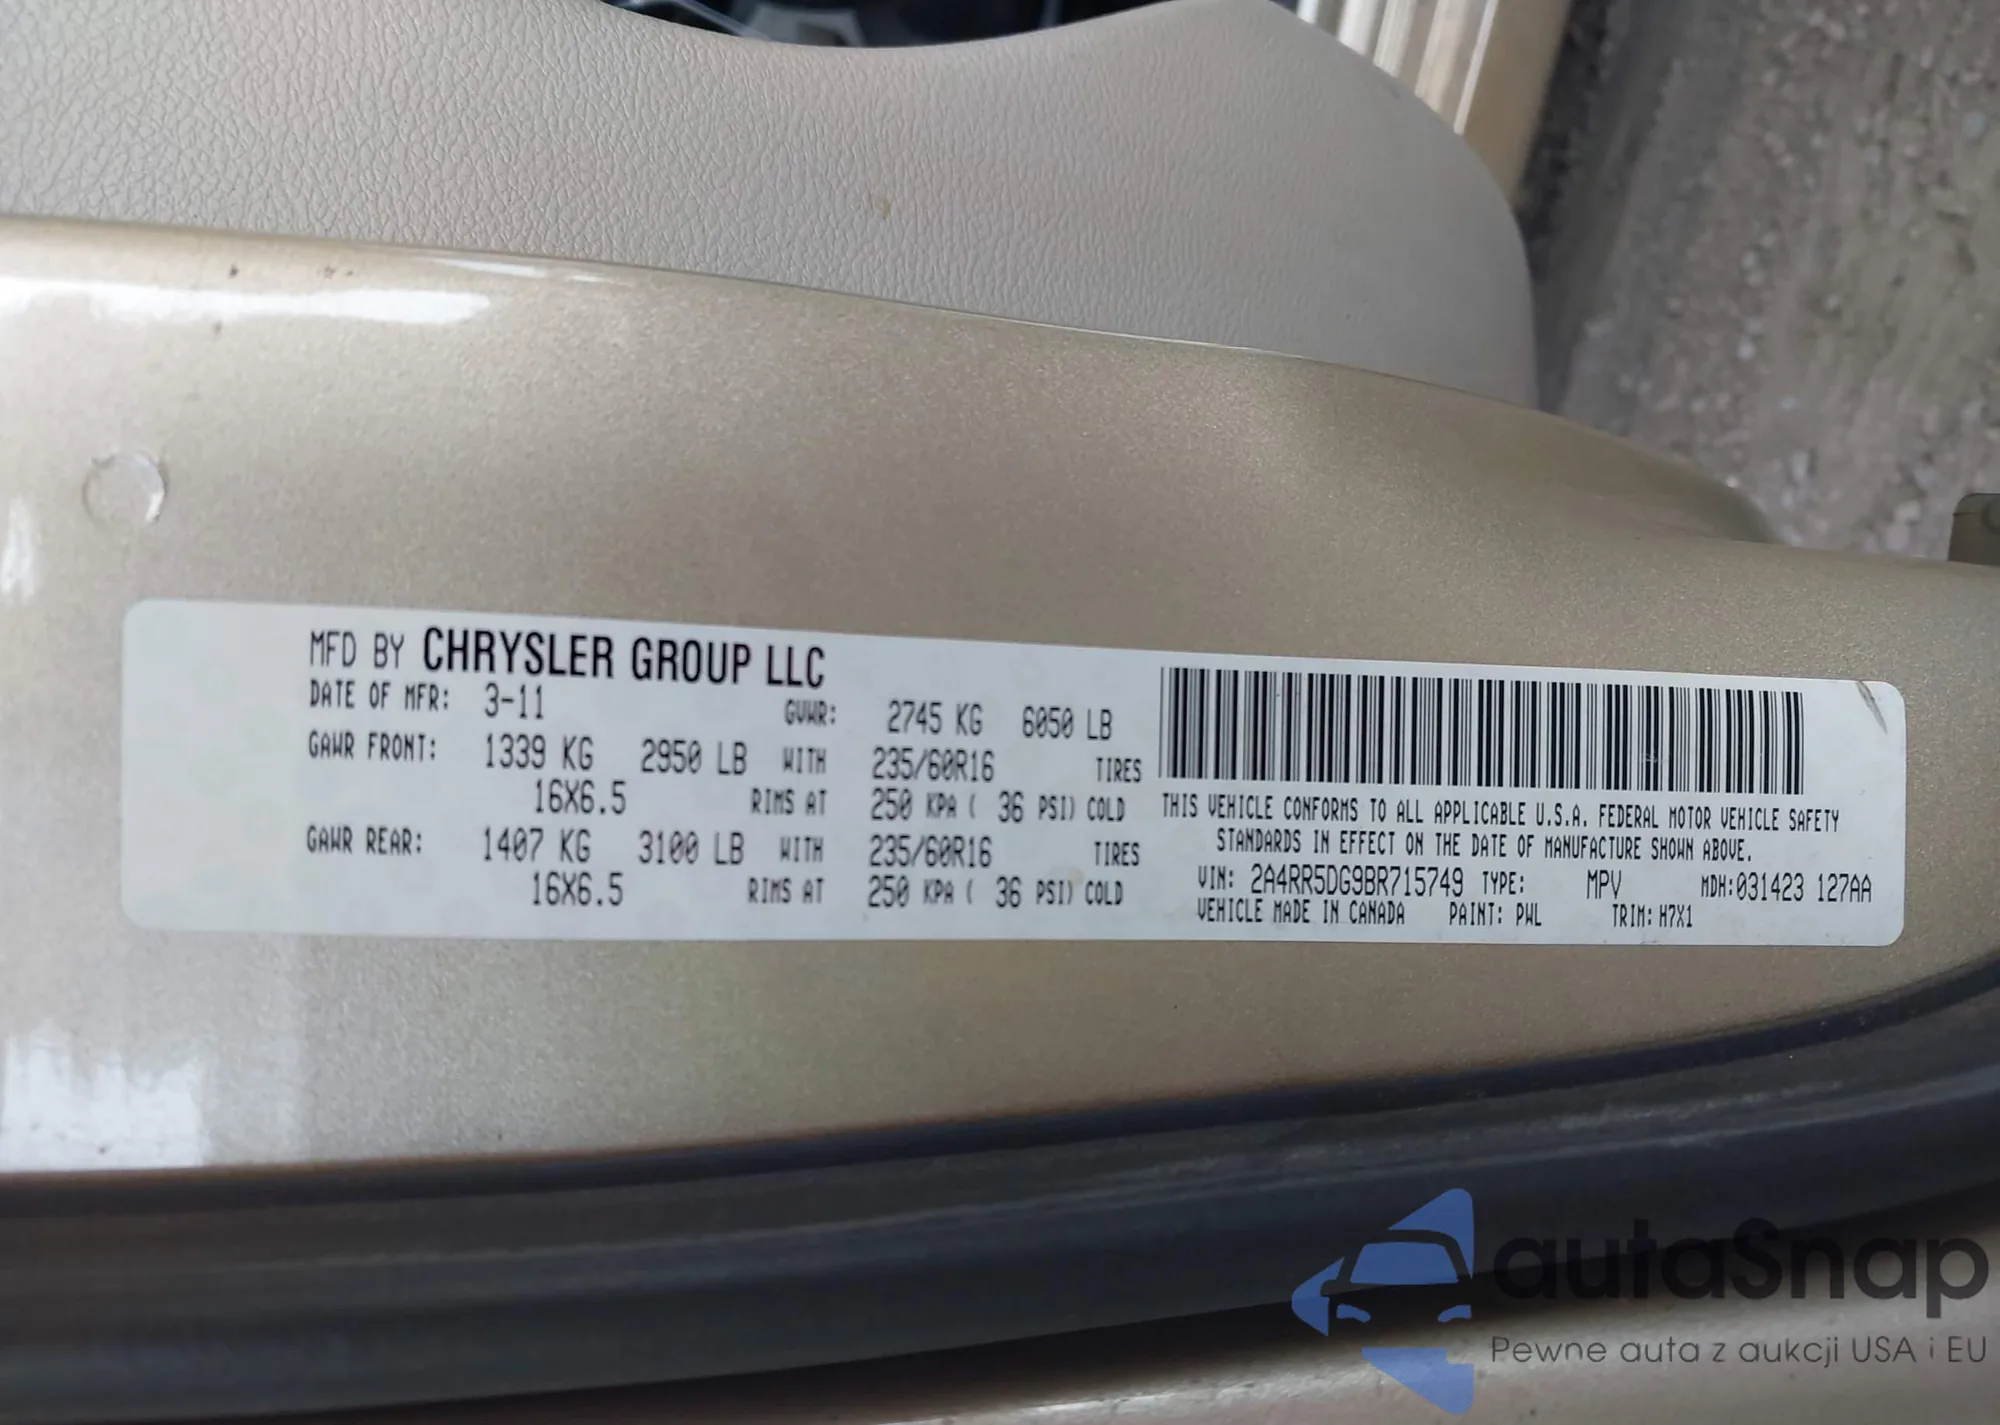 MFD BY CHRYSLER GROUP LLC
DATE OF MFR: 3-11 GVWR: 2745 KG 6050 LB
GAWR FRONT: 1339 KG 2950 LB WITH 235/60R16 TIRES
16X6.5 RIMS AT 250 KPA ( 36 PSI) COLD
GAWR REAR: 1407 KG 3100 LB WITH 235/60R16 TIRES
16X6.5 RIMS AT 250 KPA ( 36 PSI) COLD
THIS VEHICLE CONFORMS TO ALL APPLICABLE U.S.A. FEDERAL MOTOR VEHICLE SAFETY
STANDARDS IN EFFECT ON THE DATE OF MANUFACTURE SHOWN ABOVE.
VIN: 2A4RR5DG9BR715749 TYPE: MPV MDH:031423 127AA
VEHICLE MADE IN CANADA PAINT: PWL TRIM: H7X1
autaSnap
Pewne auta z aukcji USA i EU